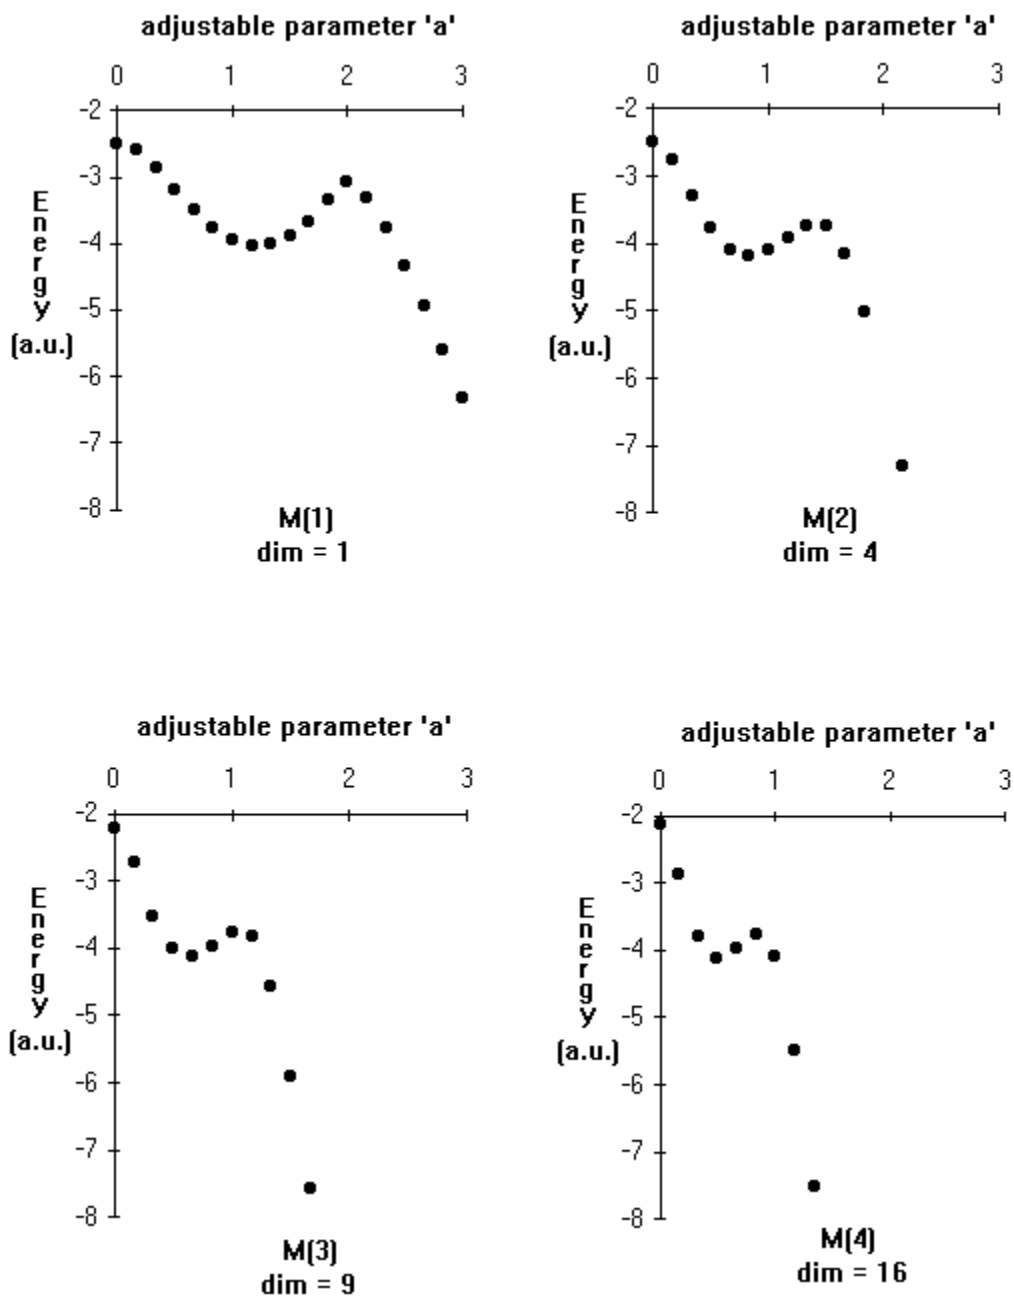 adjustable parameter 'a'
0 1 2 3
-2
-3
-4
-5
-6
-7
-8
Energy
(a.u.)
M(1)
dim = 1
adjustable parameter 'a'
0 1 2 3
-2
-3
-4
-5
-6
-7
-8
Energy
(a.u.)
M(2)
dim = 4
adjustable parameter 'a'
0 1 2 3
-2
-3
-4
-5
-6
-7
-8
Energy
(a.u.)
M(3)
dim = 9
adjustable parameter 'a'
0 1 2 3
-2
-3
-4
-5
-6
-7
-8
Energy
(a.u.)
M(4)
dim = 16